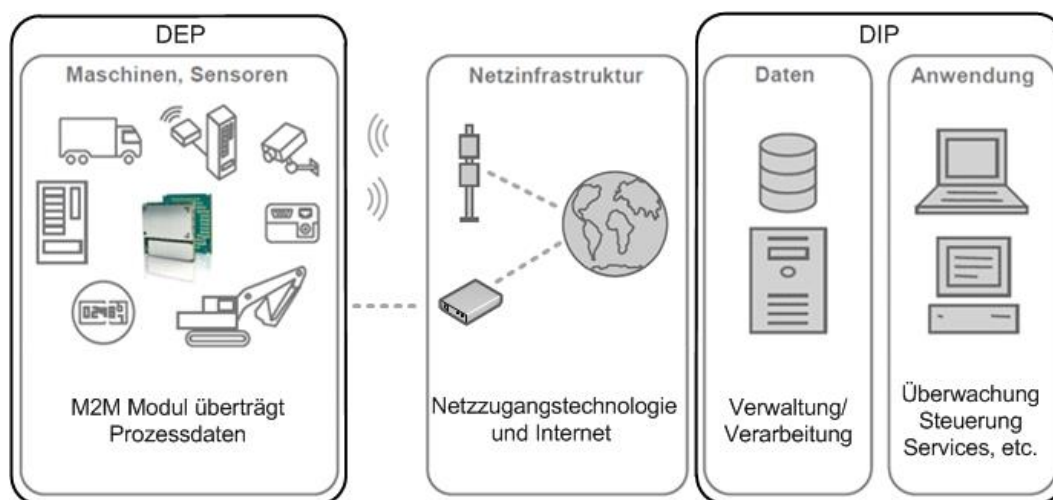 DEP
DIP
Maschinen, Sensoren
Netzinfrastruktur
Daten
Anwendung
M2M Modul überträgt
Prozessdaten
Netzzugangstechnologie
und Internet
Verwaltung/
Verarbeitung
Überwachung
Steuerung
Services, etc.